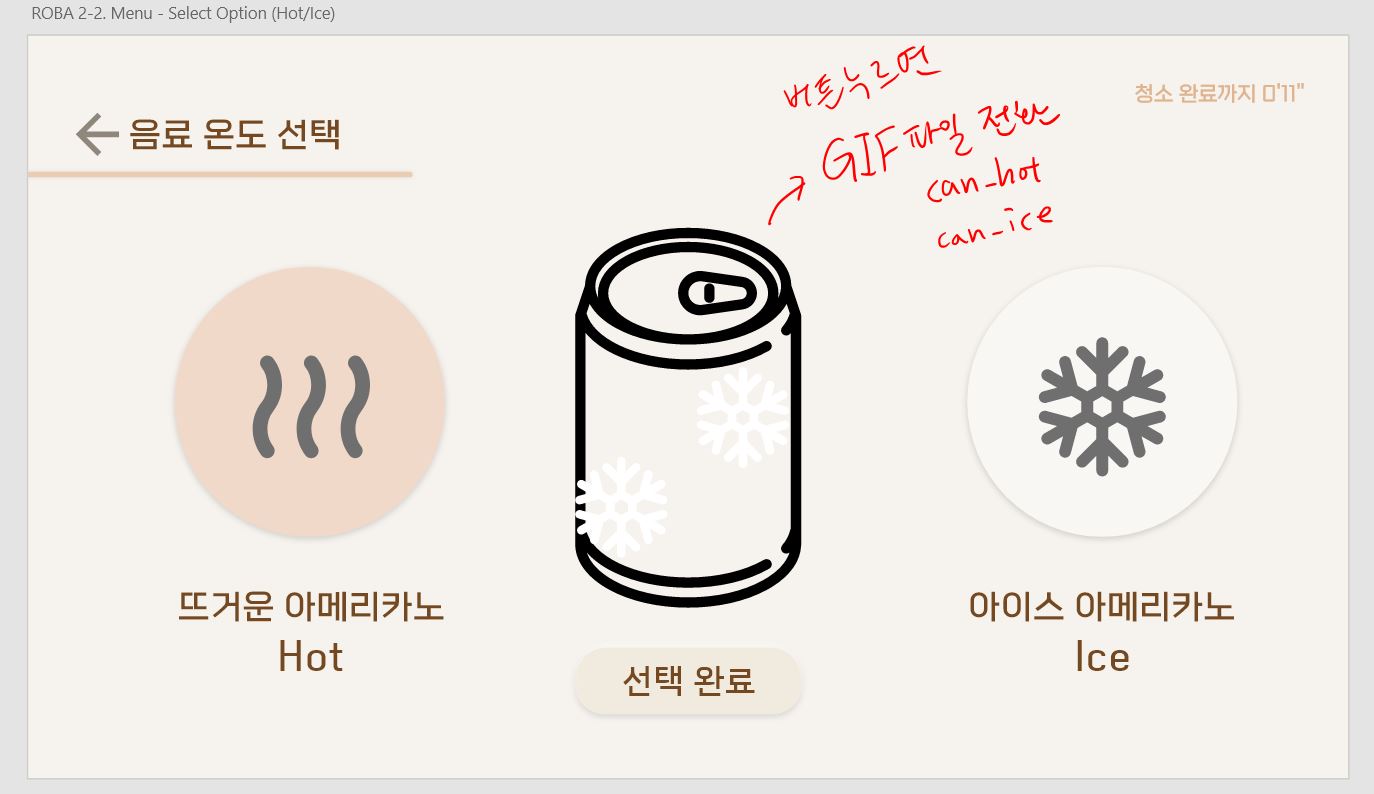 ROBA 2-2. Menu - Select Option (Hot/Ice)
버튼누르면
청소 완료까지 0'11"
음료 온도 선택
GIF파일 전환
can_hot
can_ice
뜨거운 아메리카노
Hot
아이스 아메리카노
Ice
선택 완료